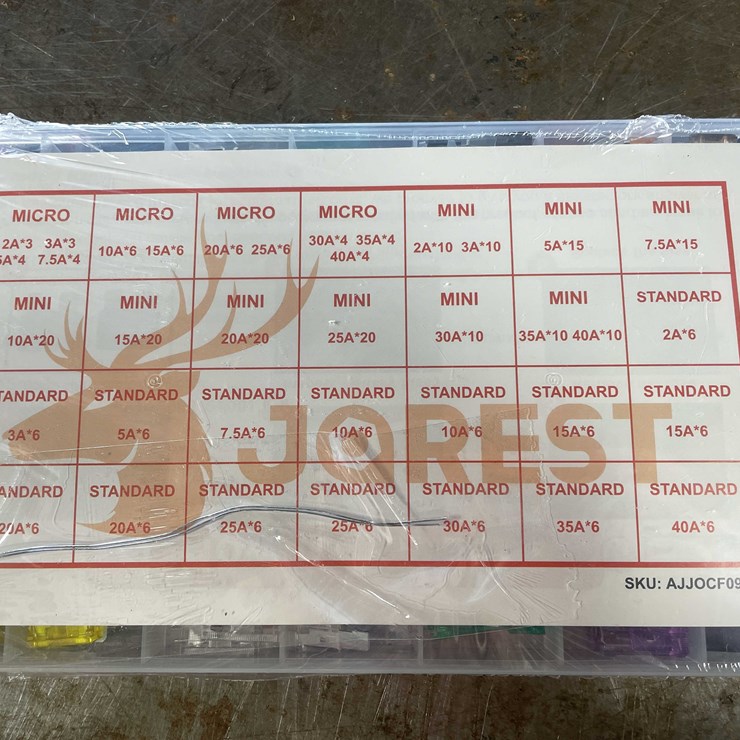 MICRO MICRO MICRO MICRO MINI MINI MINI
2A*3 3A*3 10A*6 15A*6 20A*6 25A*6 30A*4 35A*4 2A*10 3A*10 5A*15 7.5A*15
5A*4 7.5A*4 40A*4
MINI MINI MINI MINI MINI MINI STANDARD
10A*20 15A*20 20A*20 25A*20 30A*10 35A*10 40A*10 2A*6
STANDARD STANDARD STANDARD STANDARD STANDARD STANDARD STANDARD
3A*6 5A*6 7.5A*6 10A*6 10A*6 15A*6 15A*6
JOREST
STANDARD STANDARD STANDARD STANDARD STANDARD STANDARD STANDARD
20A*6 20A*6 25A*6 25A*6 30A*6 35A*6 40A*6
SKU: AJJOCF09